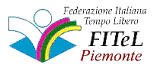 Federazione Italiana
Tempo Libero
FITeL
Piemonte